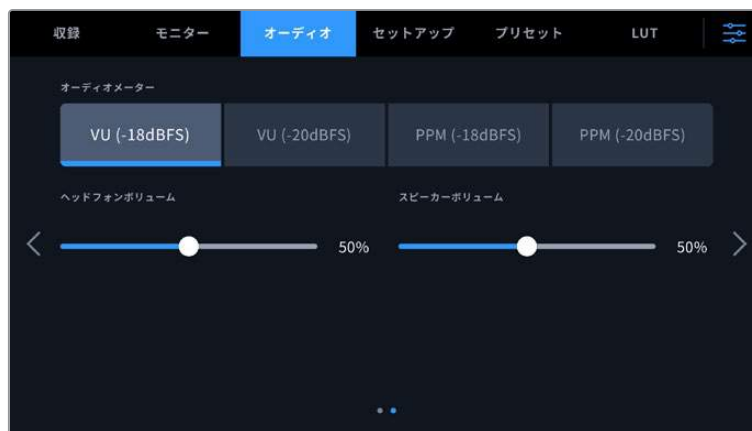 収録 モニター オーディオ セットアップ プリセット LUT
オーディオメーター
VU (-18dBFS) VU (-20dBFS) PPM (-18dBFS) PPM (-20dBFS)
ヘッドフォンボリューム スピーカーボリューム
50% 50%